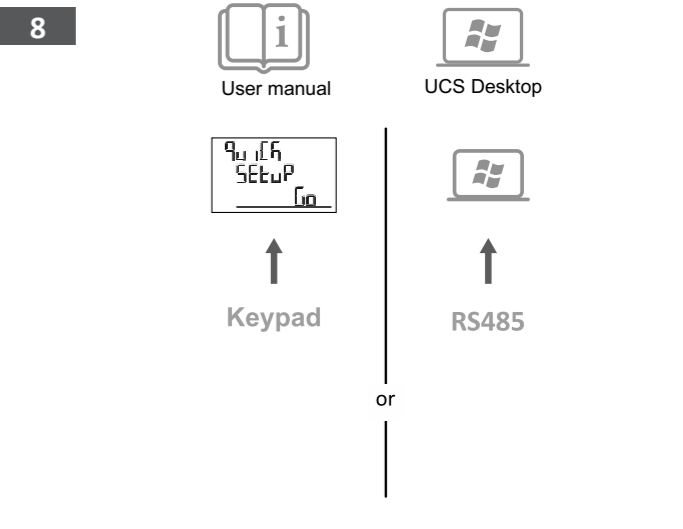 8
i
User manual
UCS Desktop
quick
SEtuP
Go
Keypad
RS485
or